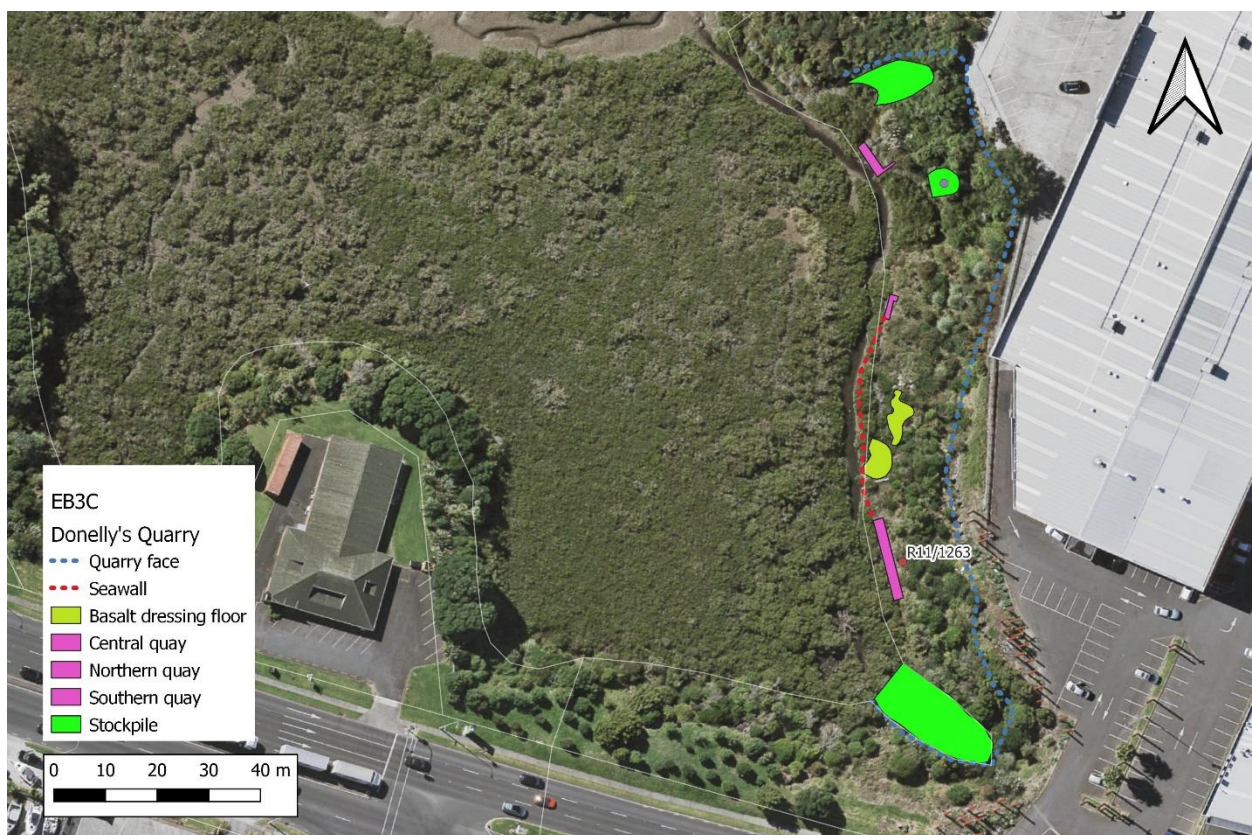 R11/1263
EB3C
Donelly's Quarry
Quarry face
Seawall
Basalt dressing floor
Central quay
Northern quay
Southern quay
Stockpile
0 10 20 30 40 m